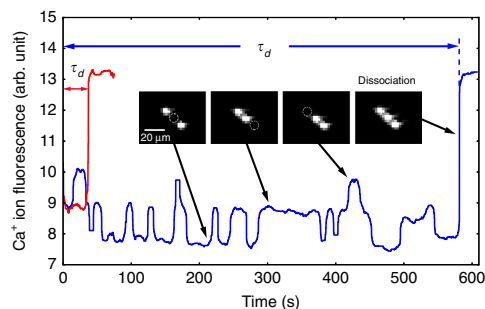 Ca⁺ ion fluorescence (arb. unit)
15
14
13
12
11
10
9
8
7
τd
τd
Dissociation
20 μm
0 100 200 300 400 500 600
Time (s)